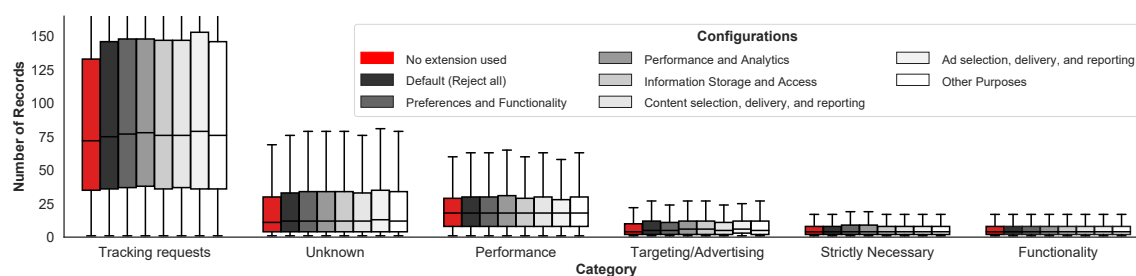 150
125
100
75
50
25
0
Number of Records
Configurations
No extension used
Default (Reject all)
Preferences and Functionality
Performance and Analytics
Information Storage and Access
Content selection, delivery, and reporting
Ad selection, delivery, and reporting
Other Purposes
Tracking requests
Unknown
Performance
Targeting/Advertising
Strictly Necessary
Functionality
Category